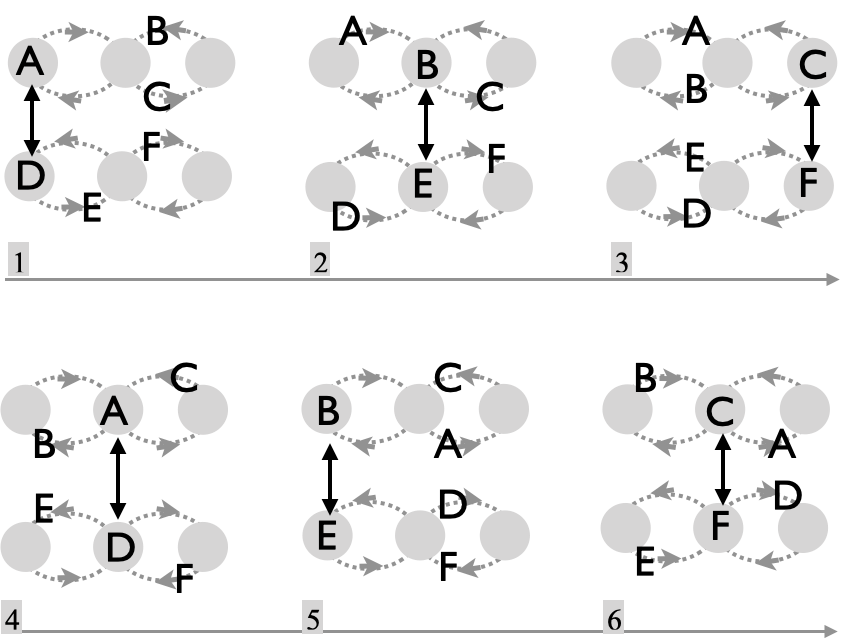 A B C
D E F
1
A B C
D E F
2
A B C
D E F
3
B A C
E D F
4
B C A
E D F
5
B C A
E F D
6